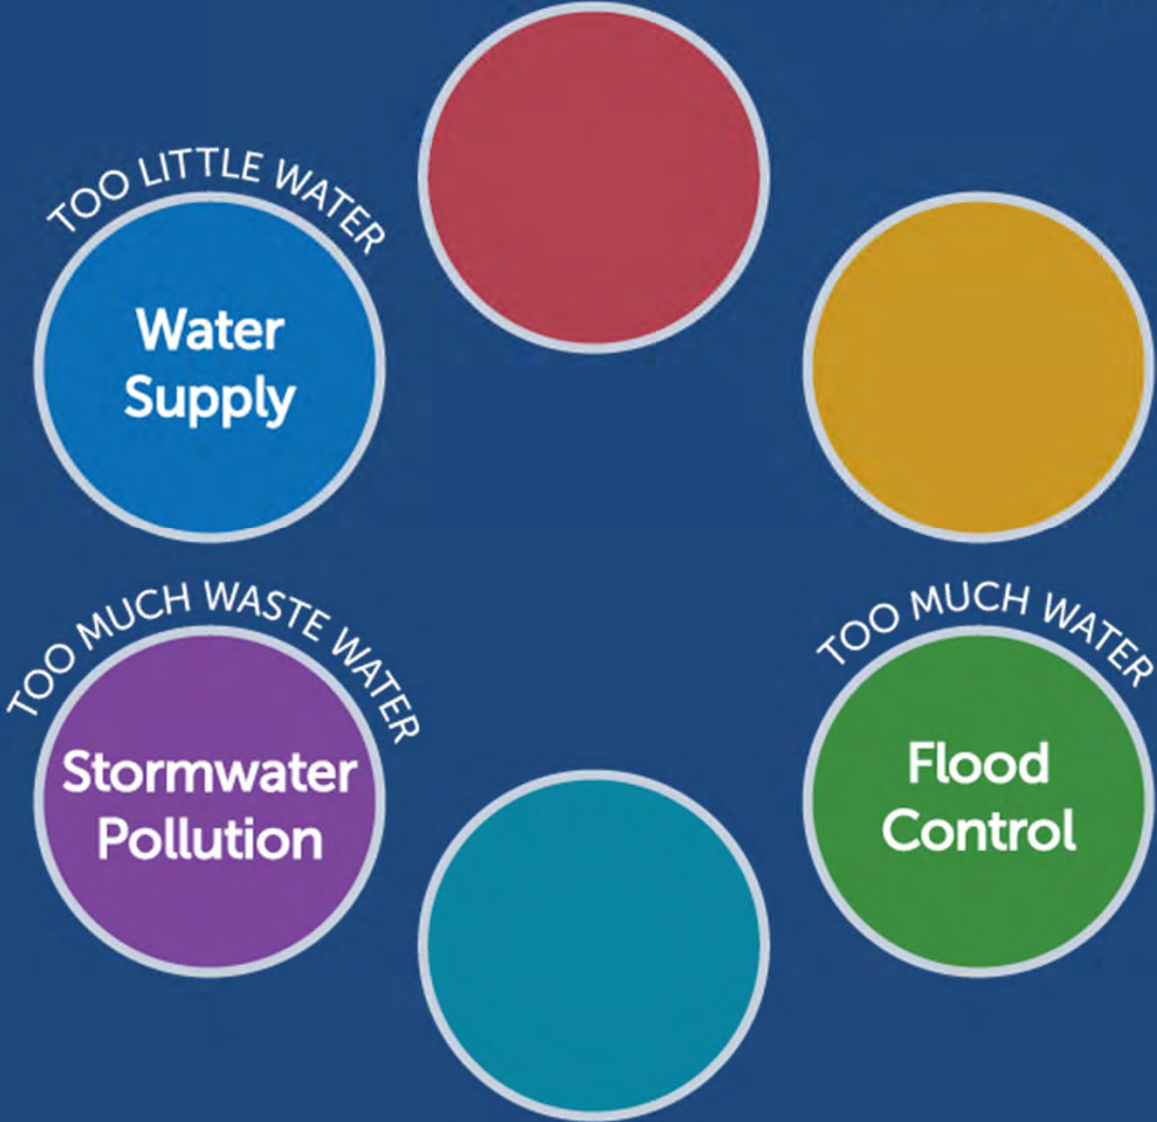 TOO LITTLE WATER
Water
Supply
TOO MUCH WASTE WATER
Stormwater
Pollution
TOO MUCH WATER
Flood
Control